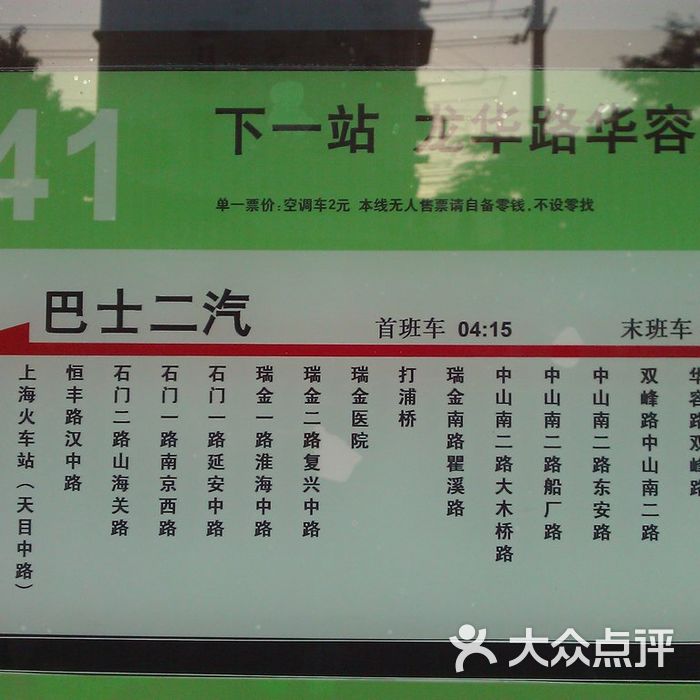 41
下一站 龙华路华容
单一票价:空调车2元 本线无人售票请自备零钱,不设零找
巴士二汽
首班车 04:15
末班车
上海火车站(天目中路)
恒丰路汉中路
石门二路山海关路
石门一路南京西路
石门一路延安中路
瑞金一路淮海中路
瑞金二路复兴中路
瑞金医院
打浦桥
瑞金南路瞿溪路
中山南二路大木桥路
中山南二路船厂路
中山南二路东安路
双峰路中山南二路
华容路双峰路
大众点评